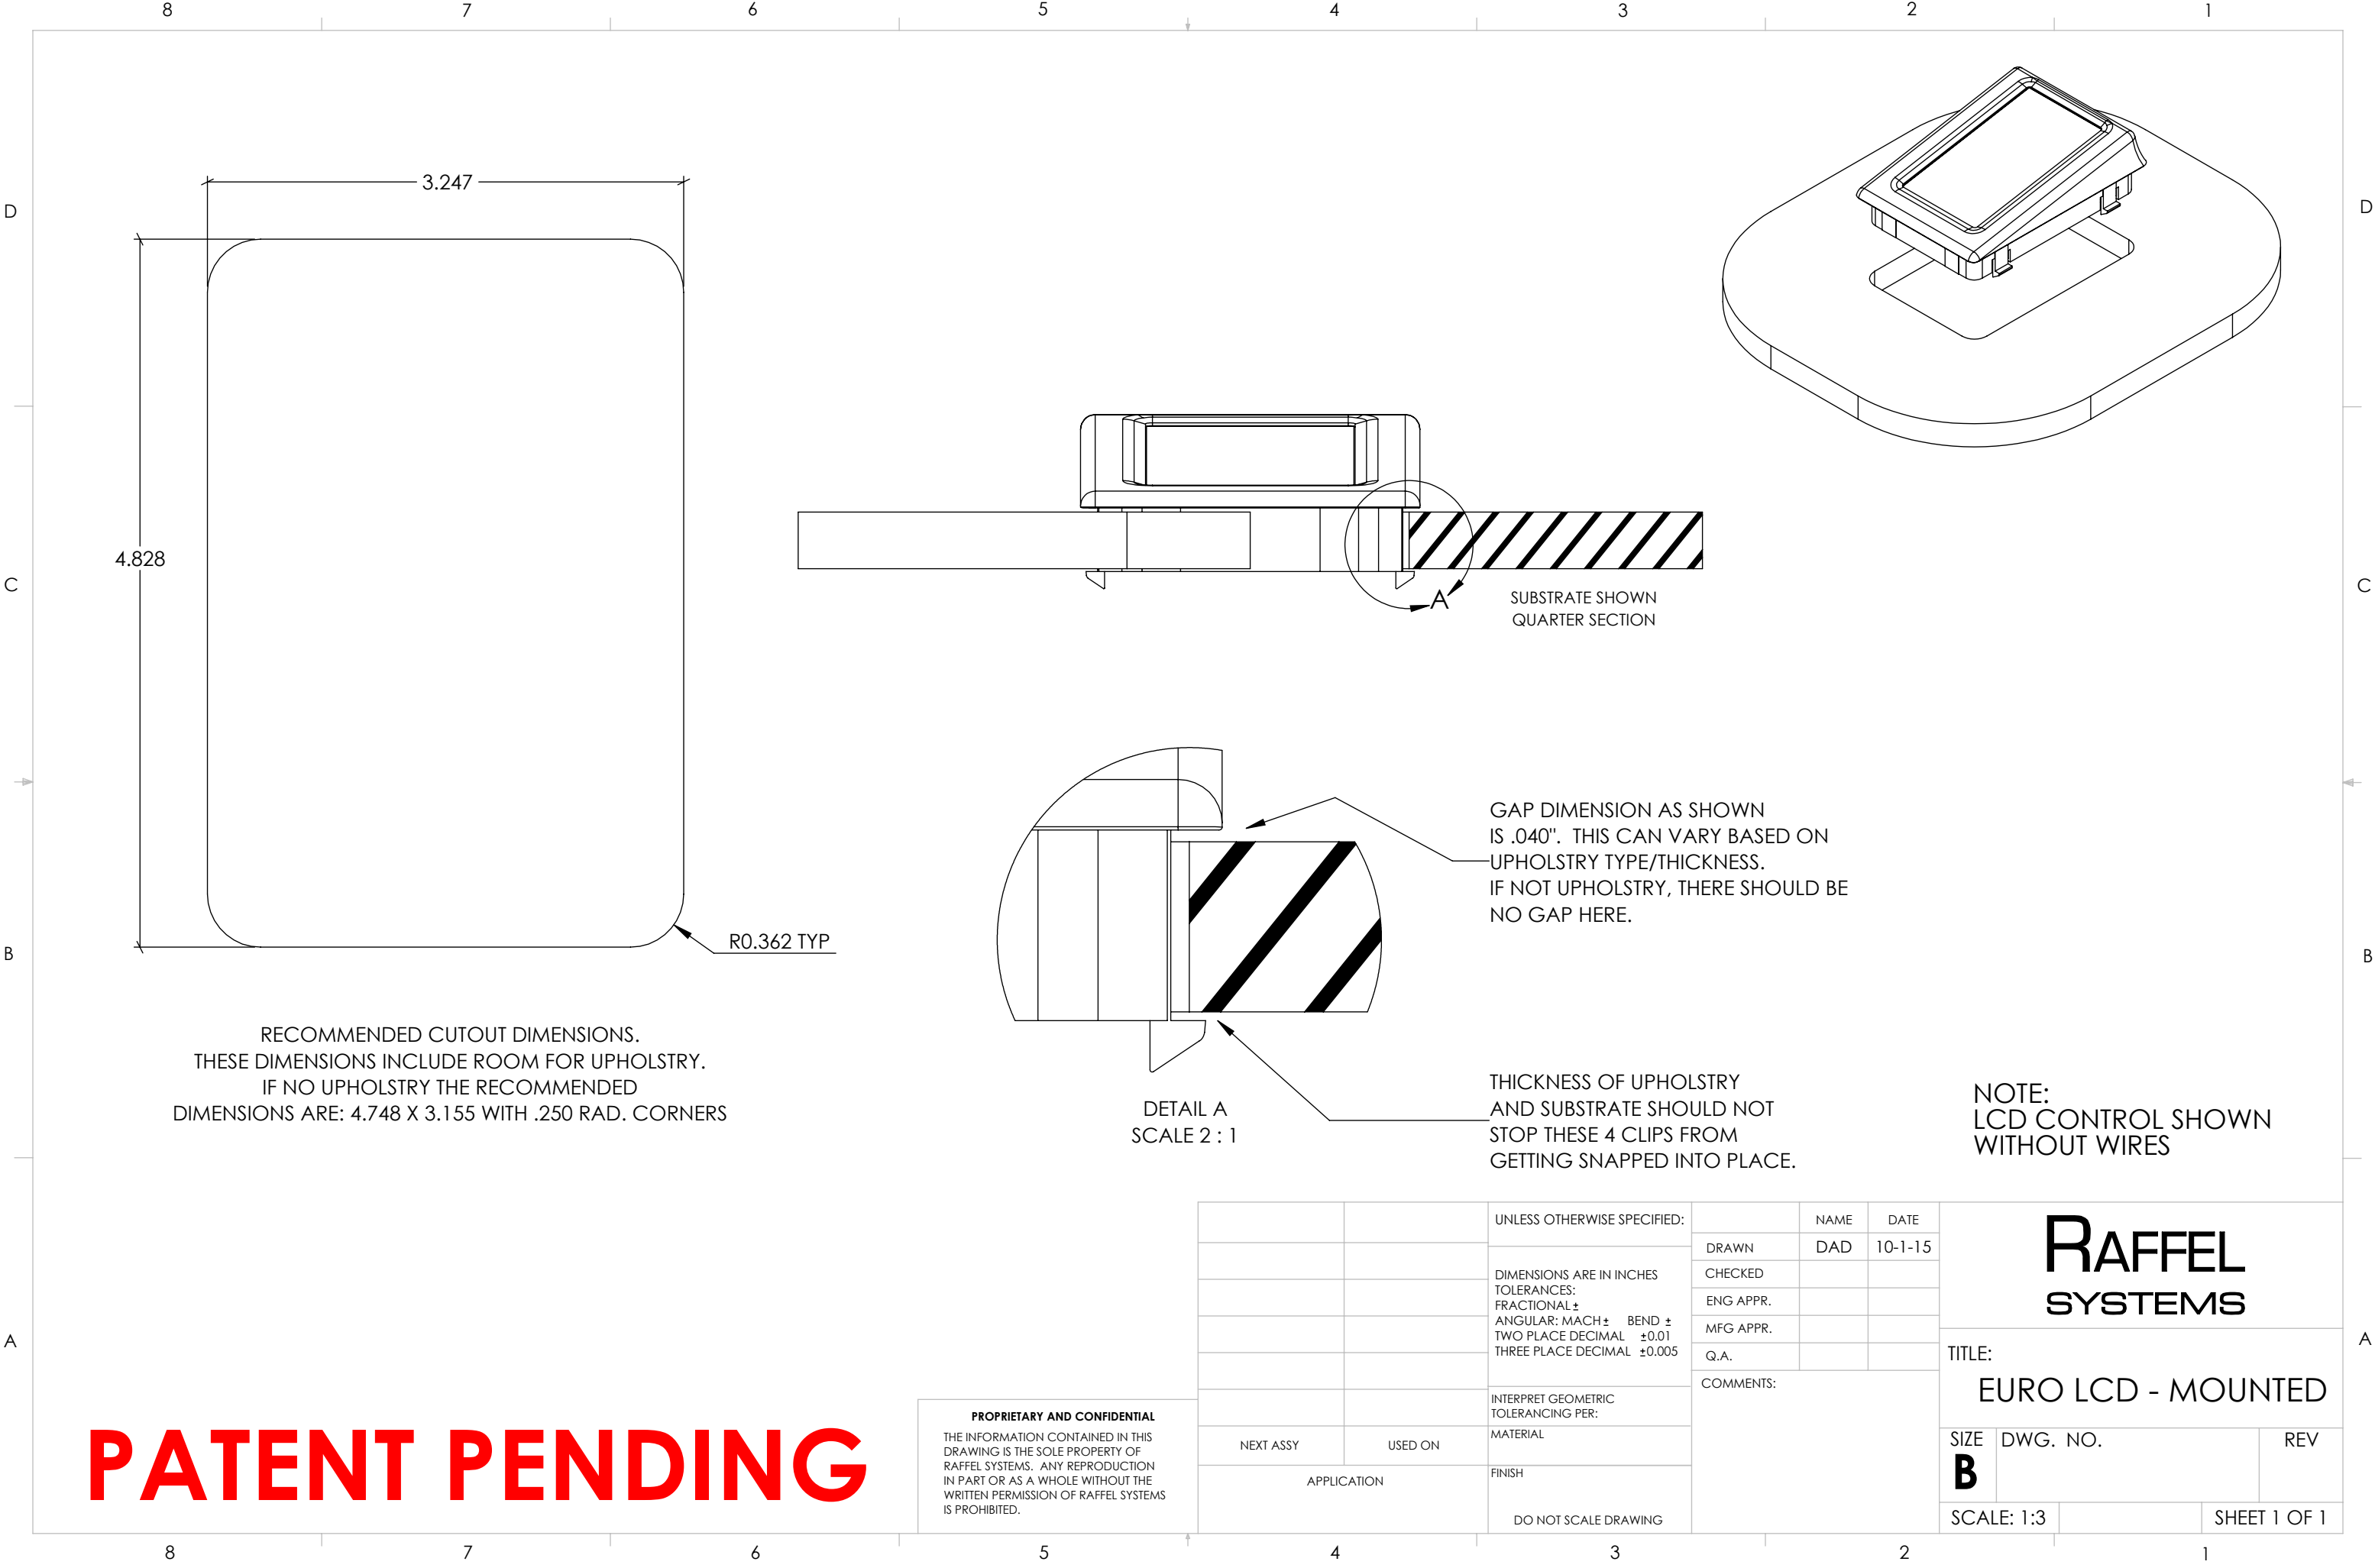 8 7 6 5 4 3 2 1
D
D
C
C
B
B
A
A
3.247
4.828
R0.362 TYP
RECOMMENDED CUTOUT DIMENSIONS.
THESE DIMENSIONS INCLUDE ROOM FOR UPHOLSTRY.
IF NO UPHOLSTRY THE RECOMMENDED
DIMENSIONS ARE: 4.748 X 3.155 WITH .250 RAD. CORNERS
A
SUBSTRATE SHOWN
QUARTER SECTION
GAP DIMENSION AS SHOWN
IS .040". THIS CAN VARY BASED ON
UPHOLSTRY TYPE/THICKNESS.
IF NOT UPHOLSTRY, THERE SHOULD BE
NO GAP HERE.
DETAIL A
SCALE 2 : 1
THICKNESS OF UPHOLSTRY
AND SUBSTRATE SHOULD NOT
STOP THESE 4 CLIPS FROM
GETTING SNAPPED INTO PLACE.
NOTE:
LCD CONTROL SHOWN
WITHOUT WIRES
PATENT PENDING
PROPRIETARY AND CONFIDENTIAL
THE INFORMATION CONTAINED IN THIS
DRAWING IS THE SOLE PROPERTY OF
RAFFEL SYSTEMS. ANY REPRODUCTION
IN PART OR AS A WHOLE WITHOUT THE
WRITTEN PERMISSION OF RAFFEL SYSTEMS
IS PROHIBITED.
NEXT ASSY
USED ON
APPLICATION
UNLESS OTHERWISE SPECIFIED:
DIMENSIONS ARE IN INCHES
TOLERANCES:
FRACTIONAL ±
ANGULAR: MACH ± BEND ±
TWO PLACE DECIMAL ±0.01
THREE PLACE DECIMAL ±0.005
INTERPRET GEOMETRIC
TOLERANCING PER:
MATERIAL
FINISH
DO NOT SCALE DRAWING
NAME DATE
DRAWN DAD 10-1-15
CHECKED
ENG APPR.
MFG APPR.
Q.A.
COMMENTS:
RAFFEL
SYSTEMS
TITLE:
EURO LCD - MOUNTED
SIZE DWG. NO. REV
B
SCALE: 1:3
SHEET 1 OF 1
8 7 6 5 4 3 2 1